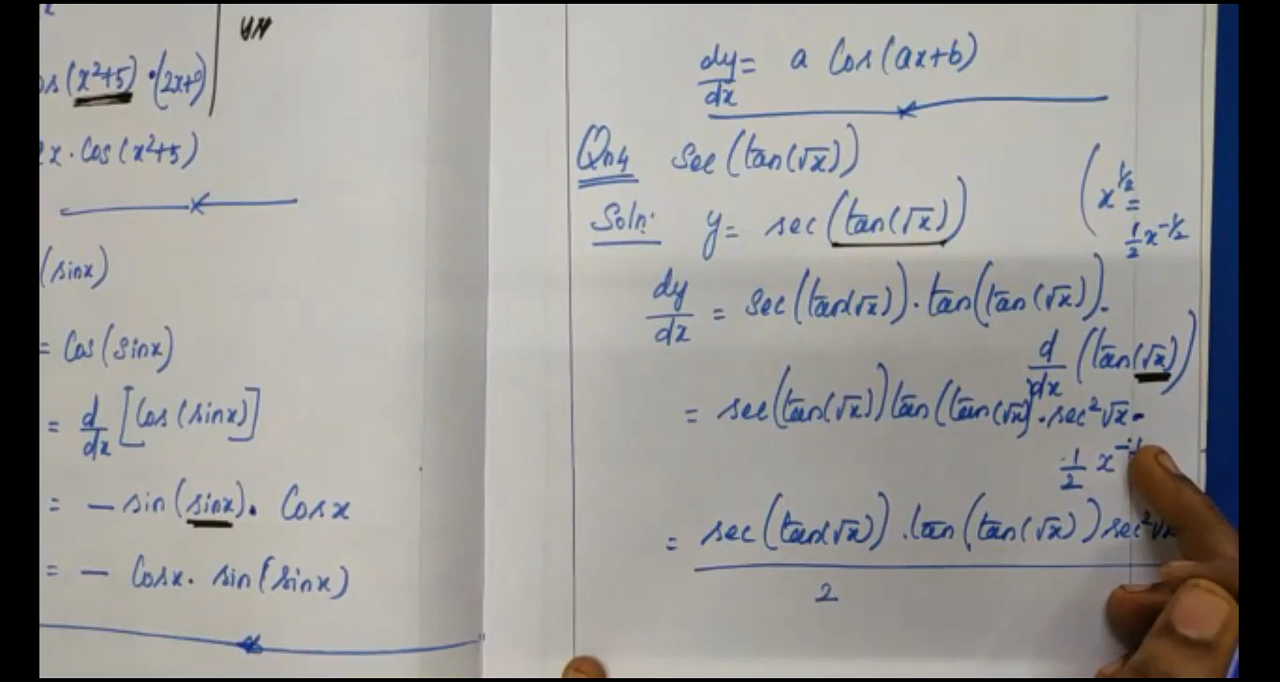 (x²+5) · (2x+0)
x · Cos(x²+5)
(sinx)
= Cos(sinx)
= d/dx [Cos(sinx)]
= — sin(sinx). Cosx
= — Cosx. sin(sinx)
dy/dx = a Cos(ax+b)
Qn4 Sec(tan(√x))
(x^1/2 =
1/2 x^-1/2
Soln: y= sec(tan(√x))
dy/dx = sec(tan(√x)). tan(tan(√x)).
d/dx (tan(√x))
= sec(tan(√x)) tan(tan(√x). sec²√x.
1/2 x
= sec(tan(√x)). tan(tan(√x)) sec²√x
2